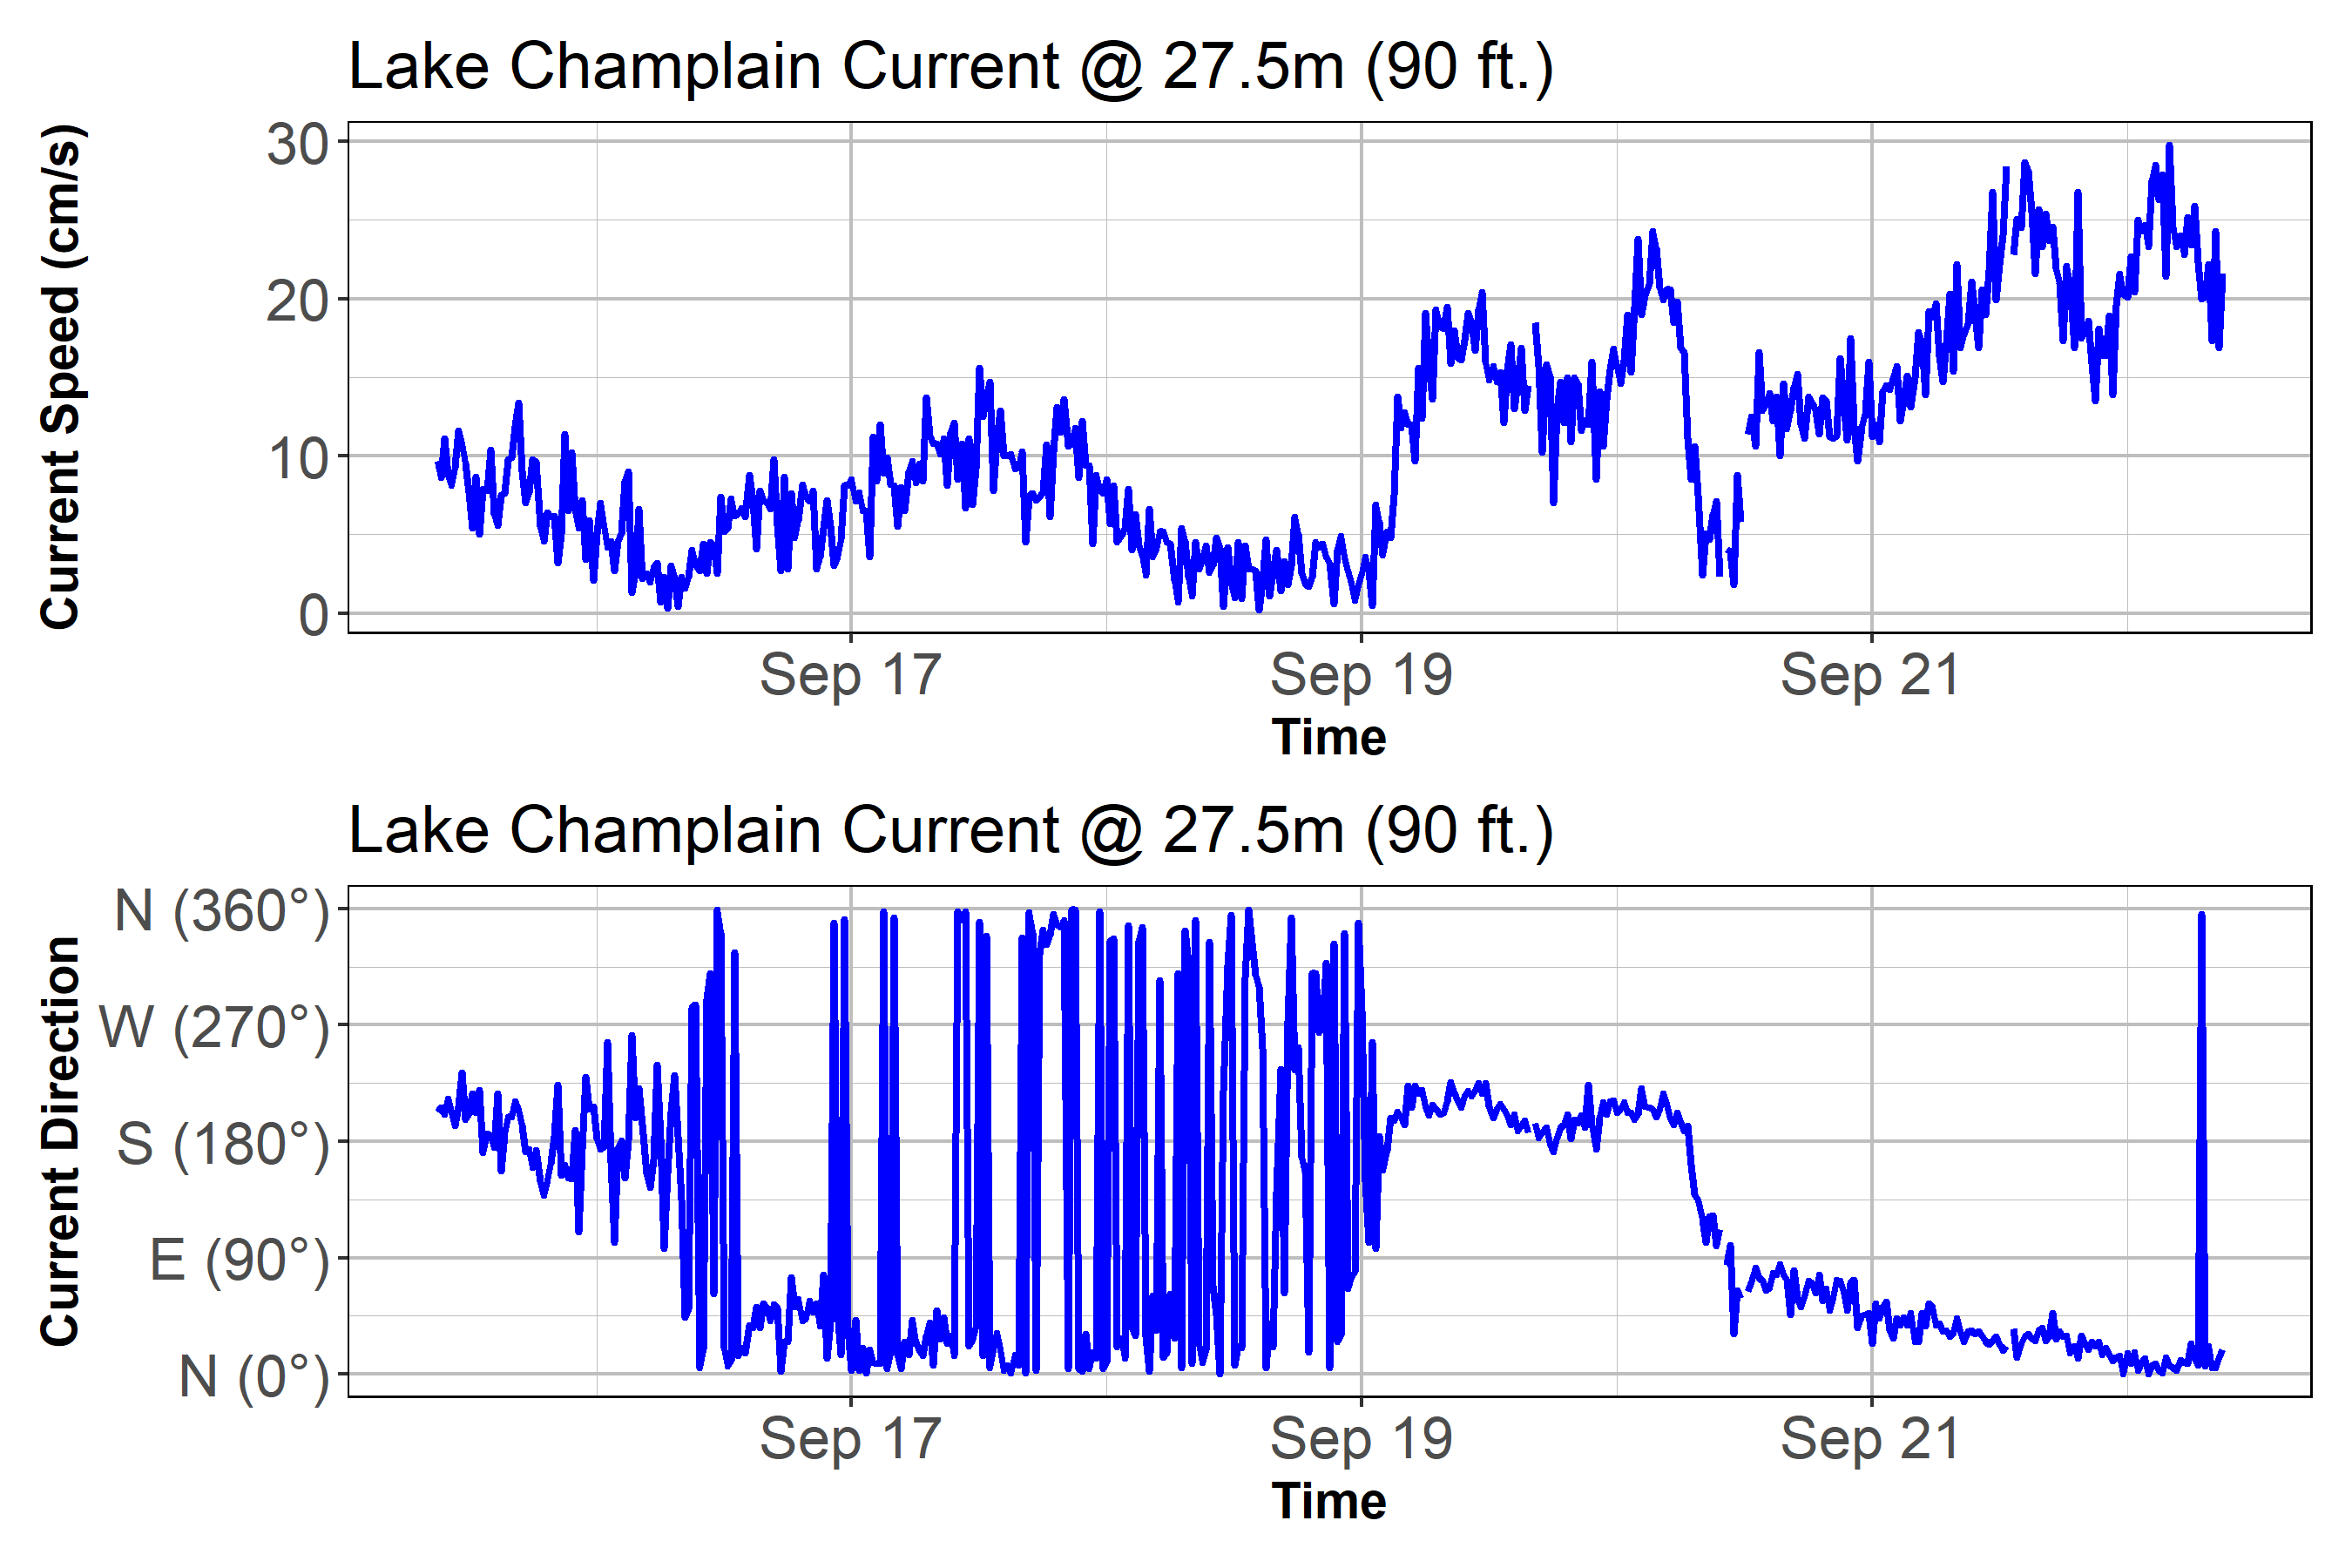 Lake Champlain Current @ 27.5m (90 ft.)
Current Speed (cm/s)
30
20
10
0
Sep 17
Sep 19
Sep 21
Time
Lake Champlain Current @ 27.5m (90 ft.)
Current Direction
N (360°)
W (270°)
S (180°)
E (90°)
N (0°)
Sep 17
Sep 19
Sep 21
Time